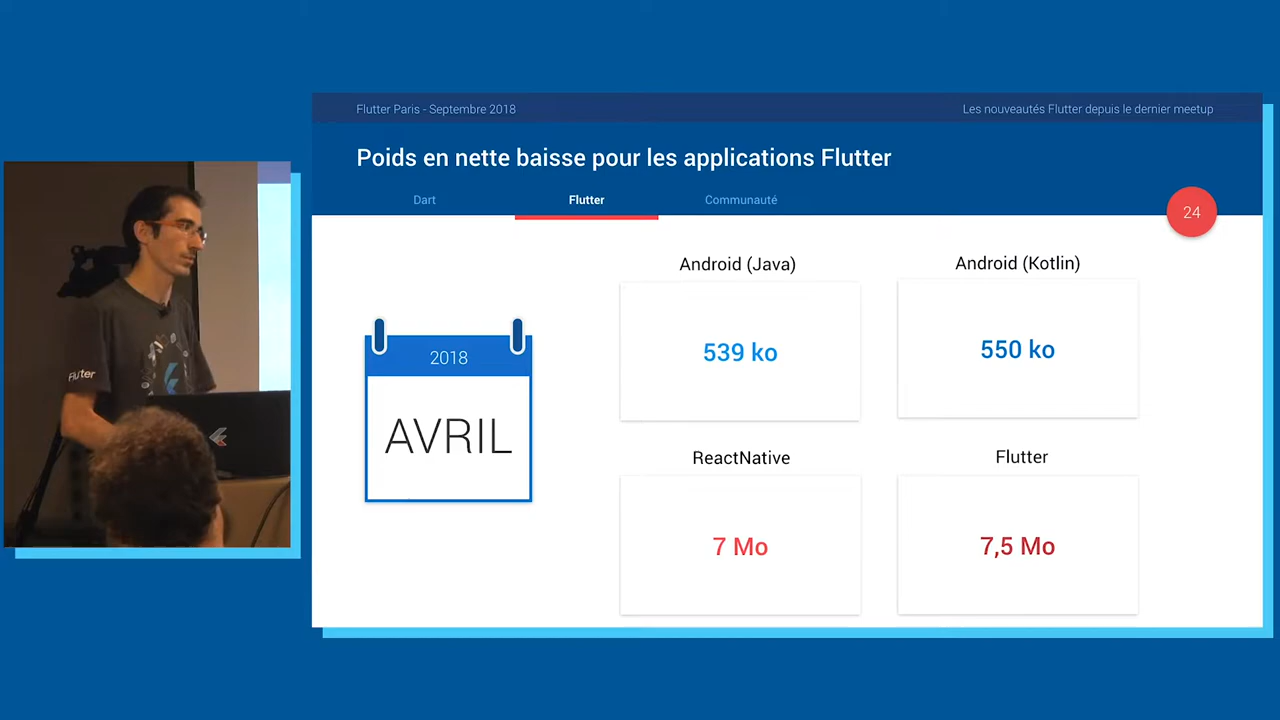 Flutter Paris - Septembre 2018
Les nouveautés Flutter depuis le dernier meetup
Poids en nette baisse pour les applications Flutter
Dart
Flutter
Communauté
24
2018
AVRIL
Android (Java)
539 ko
Android (Kotlin)
550 ko
ReactNative
7 Mo
Flutter
7,5 Mo
Flutter